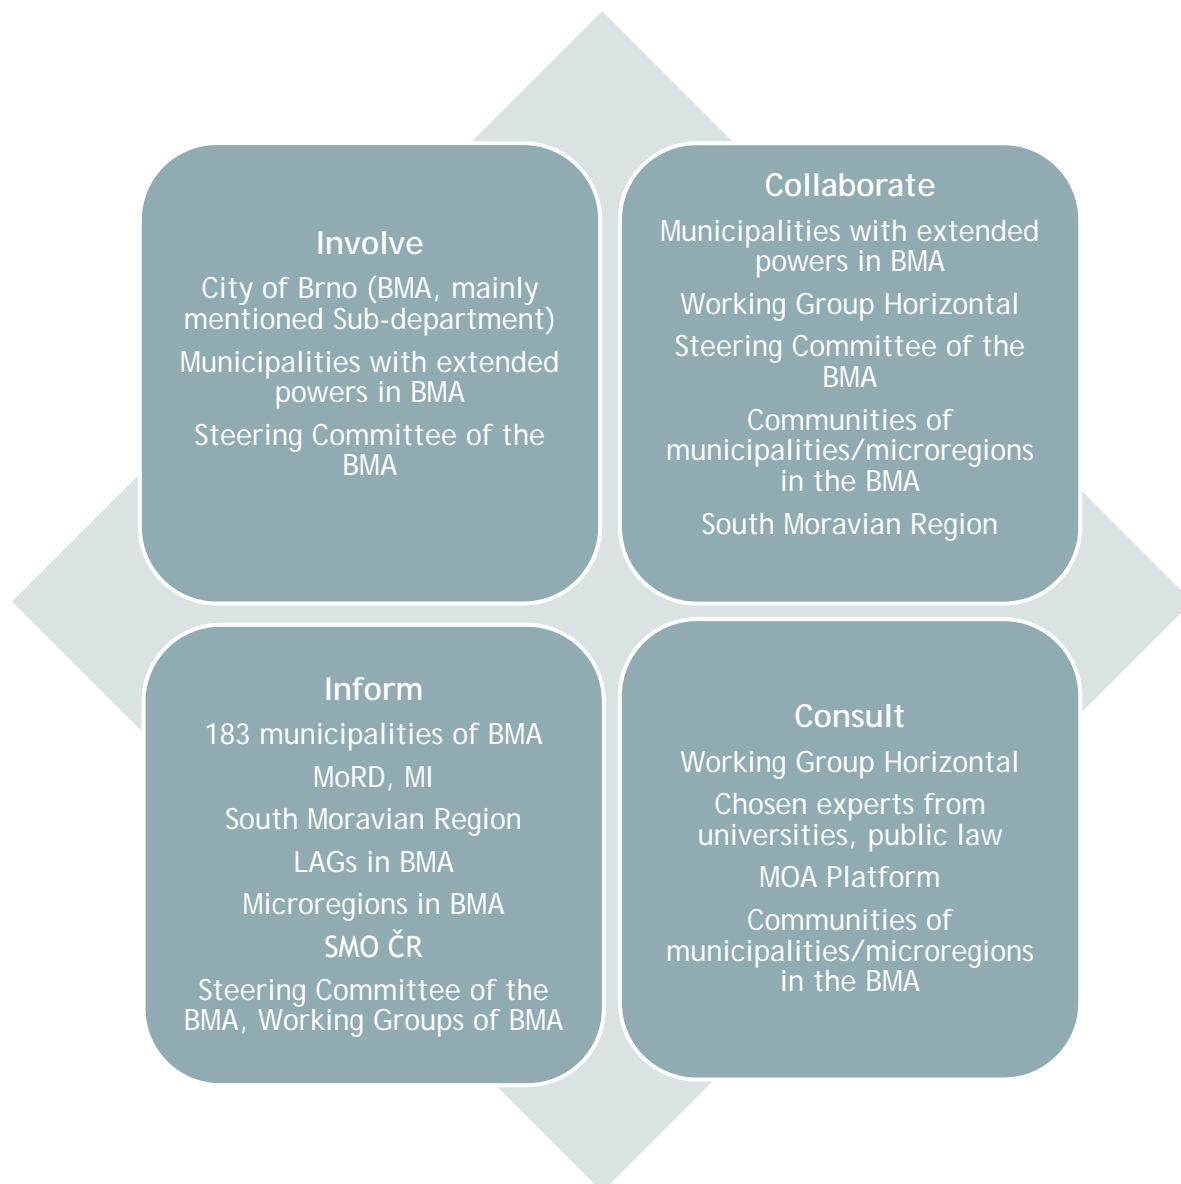 Involve
City of Brno (BMA, mainly
mentioned Sub-department)
Municipalities with extended
powers in BMA
Steering Committee of the
BMA
Collaborate
Municipalities with extended
powers in BMA
Working Group Horizontal
Steering Committee of the
BMA
Communities of
municipalities/microregions
in the BMA
South Moravian Region
Inform
183 municipalities of BMA
MoRD, MI
South Moravian Region
LAGs in BMA
Microregions in BMA
SMO ČR
Steering Committee of the
BMA, Working Groups of BMA
Consult
Working Group Horizontal
Chosen experts from
universities, public law
MOA Platform
Communities of
municipalities/microregions
in the BMA